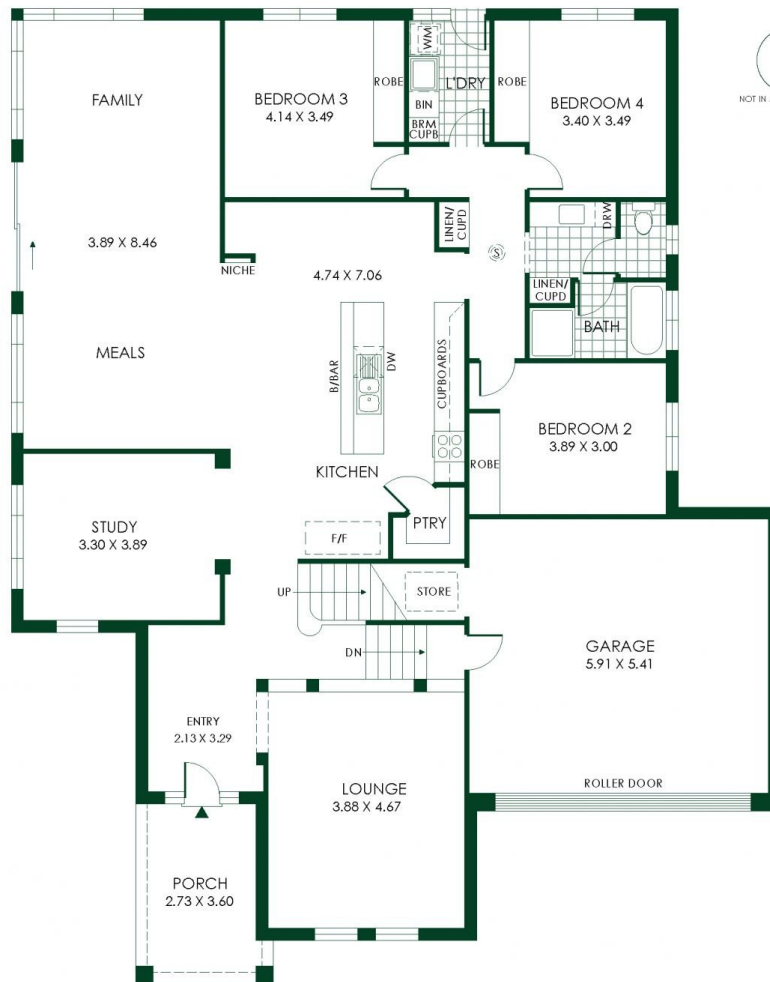 FAMILY
3.89 X 8.46
MEALS
BEDROOM 3
4.14 X 3.49
ROBE
WM
L'DRY
BIN
BRM
CUPB
ROBE
BEDROOM 4
3.40 X 3.49
NOT IN
NICHE
4.74 X 7.06
LINEN/
CUPD
S
DRW
LINEN/
CUPD
BATH
B/BAR
DW
CUPBOARDS
KITCHEN
BEDROOM 2
3.89 X 3.00
ROBE
PTRY
F/F
STUDY
3.30 X 3.89
UP
STORE
DN
GARAGE
5.91 X 5.41
ROLLER DOOR
ENTRY
2.13 X 3.29
LOUNGE
3.88 X 4.67
PORCH
2.73 X 3.60